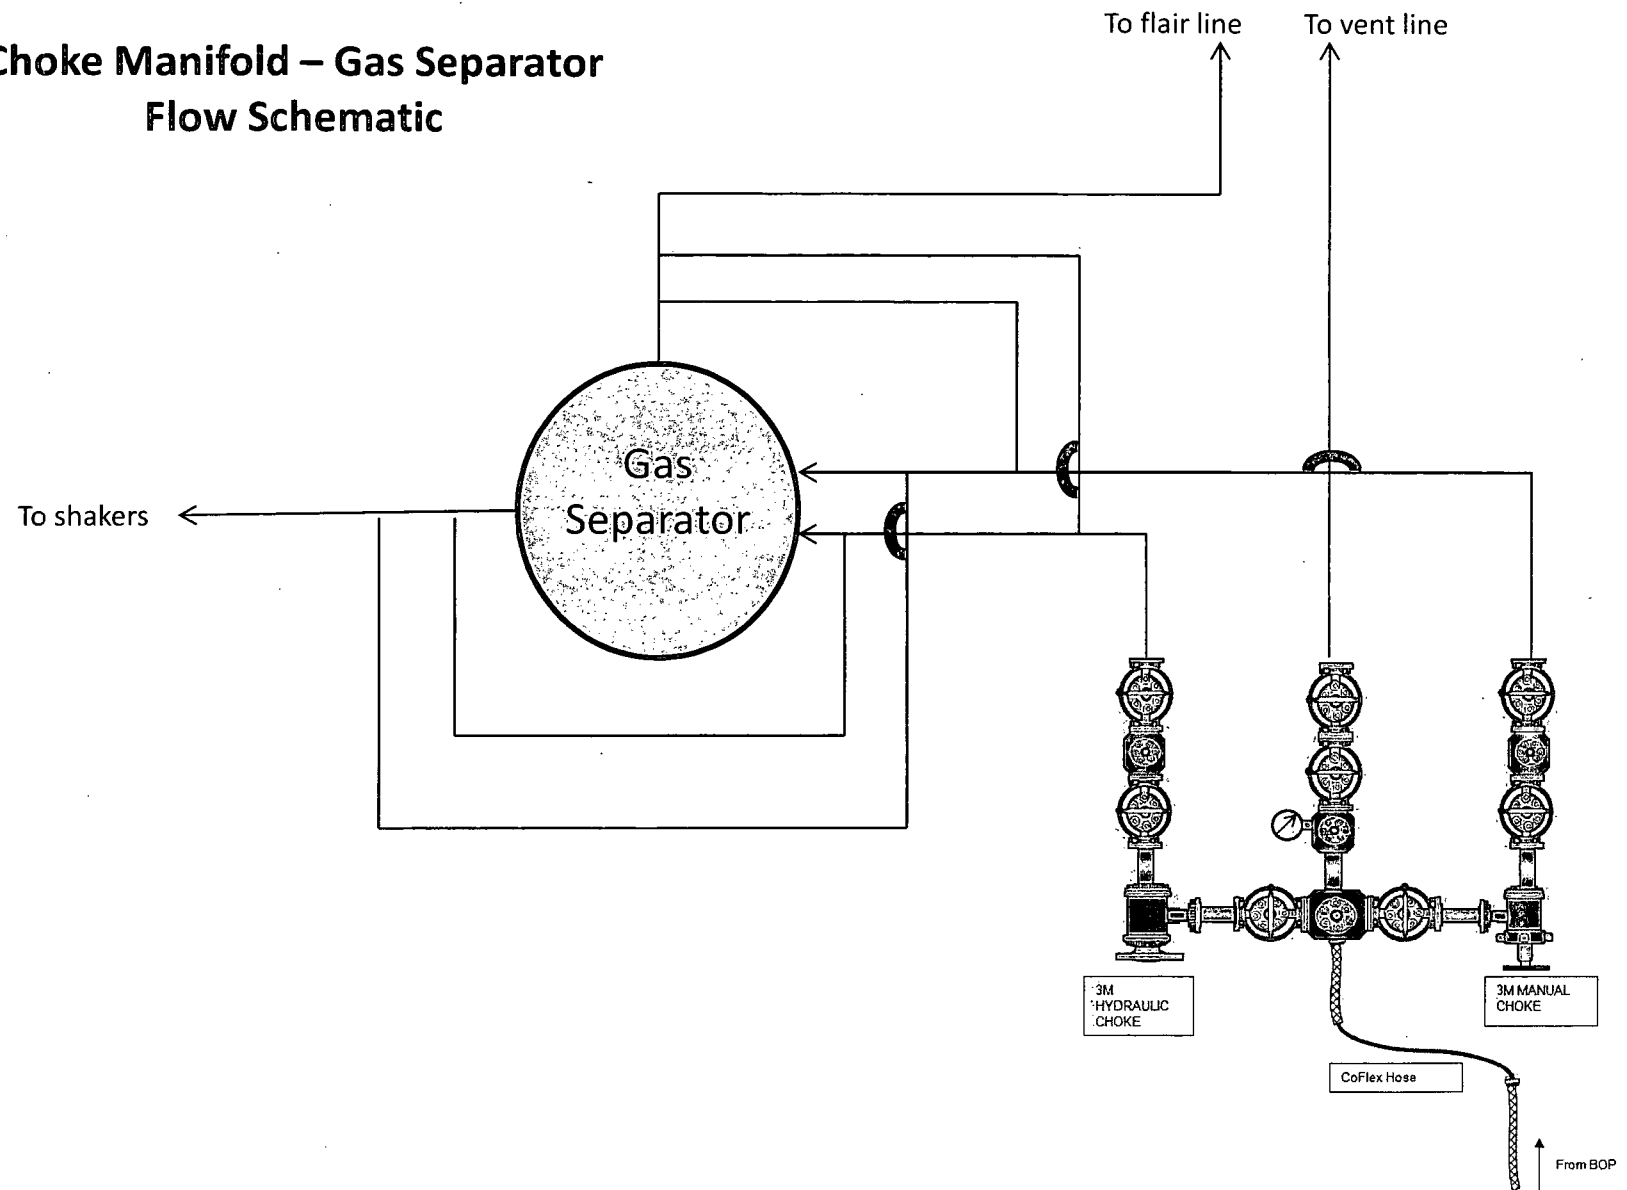 To flair line
To vent line
Choke Manifold – Gas Separator
Flow Schematic
Gas
Separator
To shakers
3M
HYDRAULIC
CHOKE
3M MANUAL
CHOKE
CoFlex Hose
From BOP